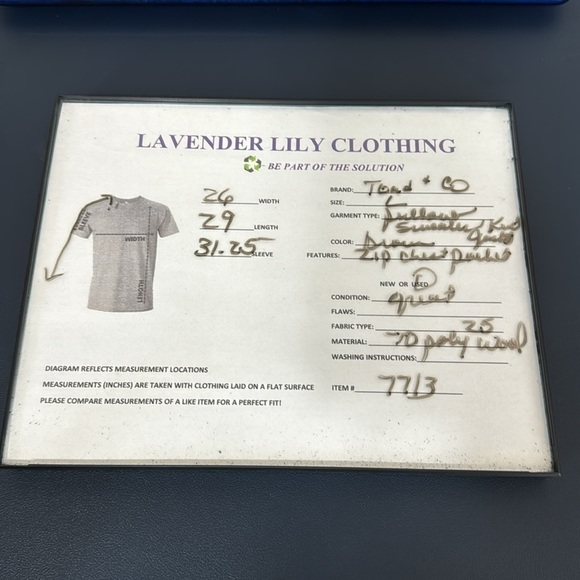 LAVENDER LILY CLOTHING
BE PART OF THE SOLUTION
SLEEVE
WIDTH
LENGTH
26 WIDTH
29 LENGTH
31.25 SLEEVE
BRAND: Toad & CO
SIZE: L
GARMENT TYPE: Pullover
Sweater/Knit
COLOR: Brown
FEATURES: Zip chest pocket
NEW OR USED
CONDITION: great
FLAWS:
FABRIC TYPE: 25
MATERIAL: 70 poly wool
WASHING INSTRUCTIONS:
ITEM # 7713
DIAGRAM REFLECTS MEASUREMENT LOCATIONS
MEASUREMENTS (INCHES) ARE TAKEN WITH CLOTHING LAID ON A FLAT SURFACE
PLEASE COMPARE MEASUREMENTS OF A LIKE ITEM FOR A PERFECT FIT!